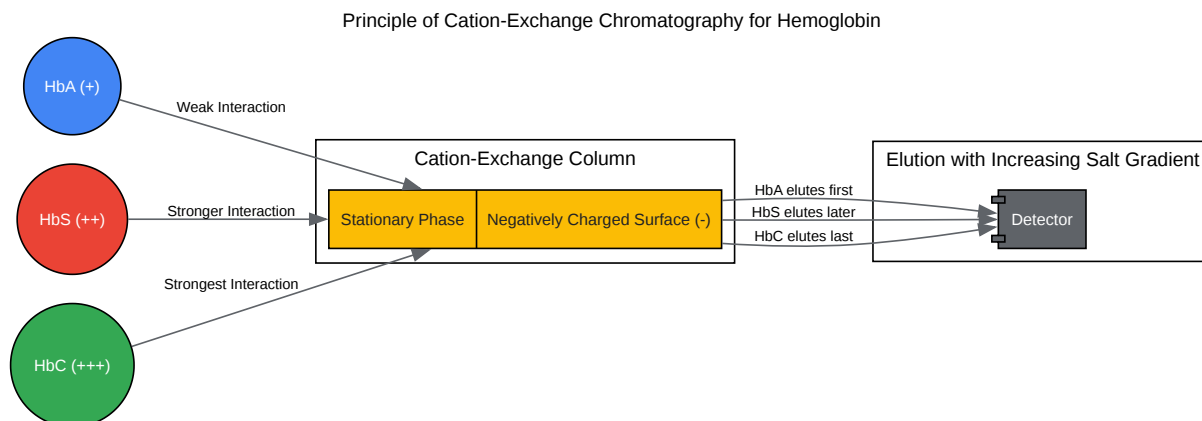 Principle of Cation-Exchange Chromatography for Hemoglobin
HbA (+)
Weak Interaction
HbS (++)
Stronger Interaction
HbC (+++)
Strongest Interaction
Cation-Exchange Column
Stationary Phase
Negatively Charged Surface (-)
HbA elutes first
HbS elutes later
HbC elutes last
Elution with Increasing Salt Gradient
Detector